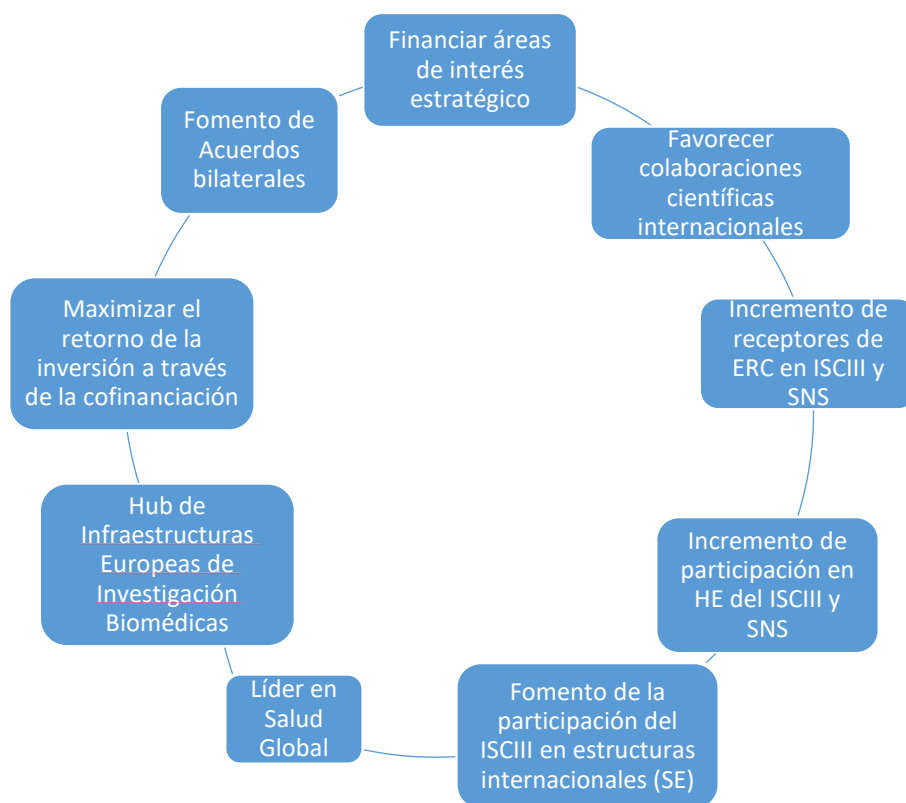 Financiar áreas
de interés
estratégico
Favorecer
colaboraciones
científicas
internacionales
Incremento de
receptores de
ERC en ISCIII y
SNS
Incremento de
participación en
HE del ISCIII y
SNS
Fomento de la
participación del
ISCIII en estructuras
internacionales (SE)
Líder en
Salud
Global
Hub de
Infraestructuras
Europeas de
Investigación
Biomédicas
Maximizar el
retorno de la
inversión a través
de la cofinanciación
Fomento de
Acuerdos
bilaterales